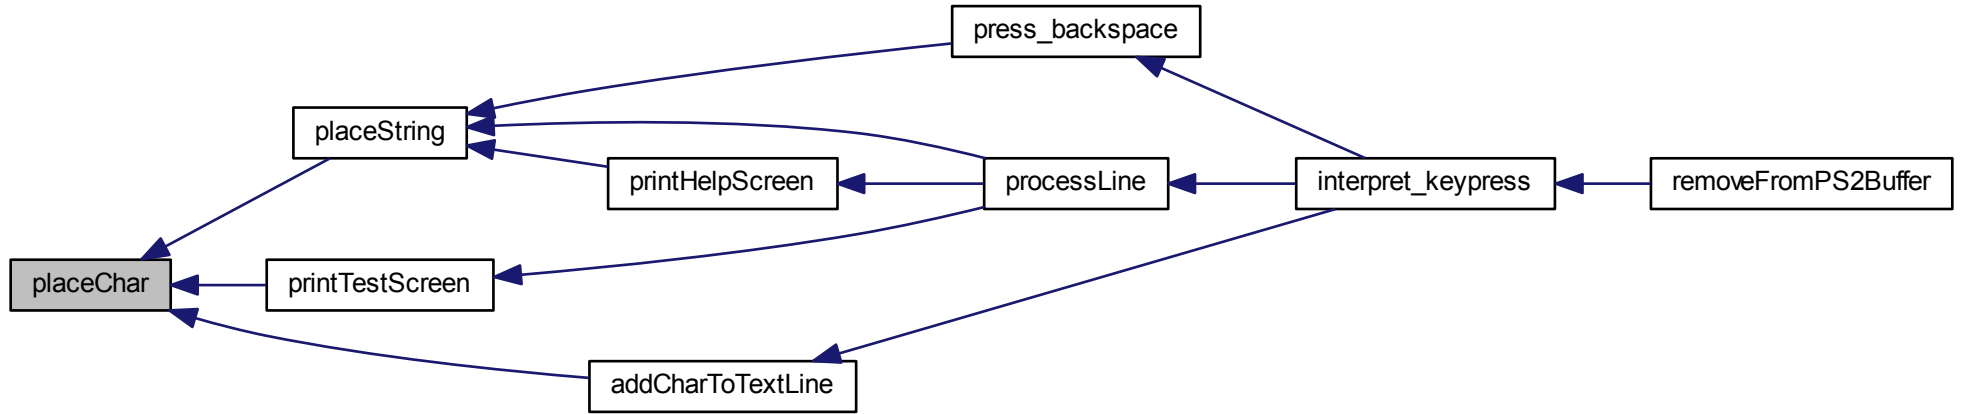 press_backspace
placeString
printHelpScreen
processLine
interpret_keypress
removeFromPS2Buffer
placeChar
printTestScreen
addCharToTextLine